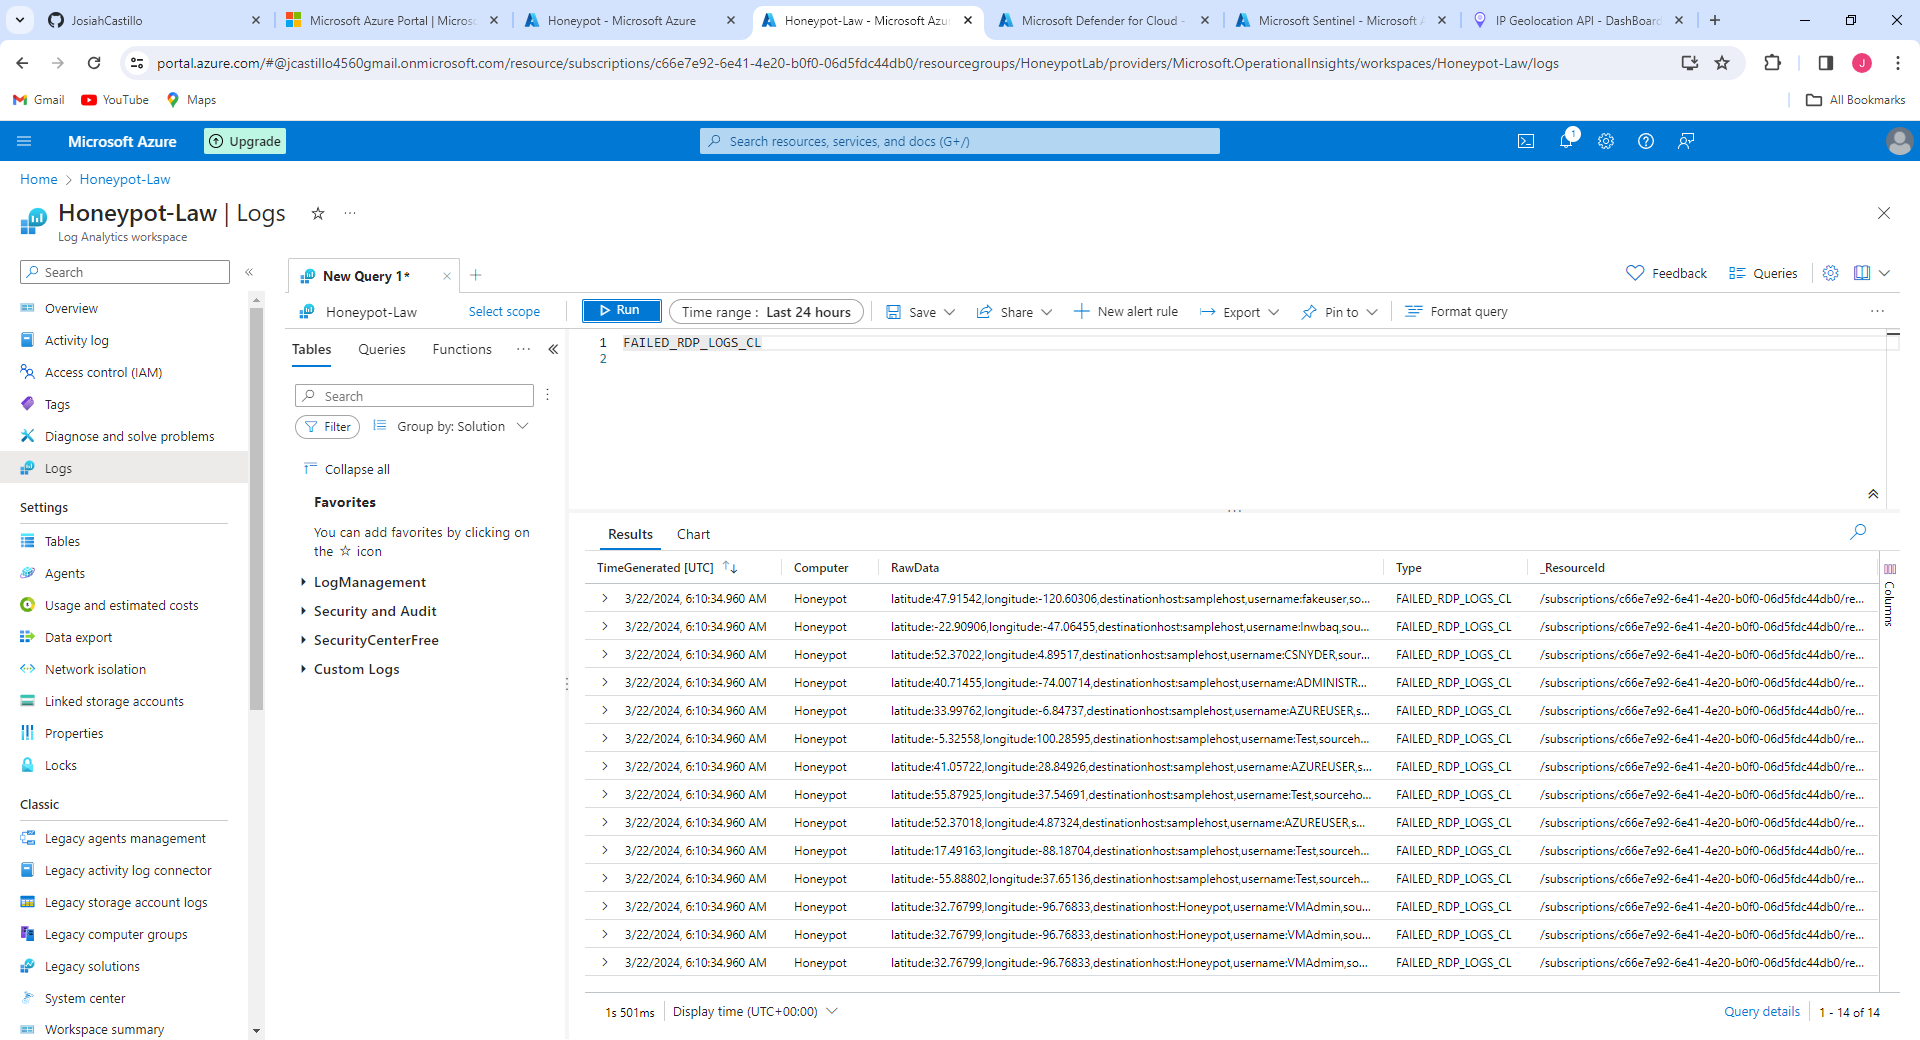 JosiahCastillo
Microsoft Azure Portal | Micros
Honeypot - Microsoft Azure
Honeypot-Law - Microsoft Azu
Microsoft Defender for Cloud -
Microsoft Sentinel - Microsoft A
IP Geolocation API - DashBoard
portal.azure.com/#@jcastillo4560gmail.onmicrosoft.com/resource/subscriptions/c66e7e92-6e41-4e20-b0f0-06d5fdc44db0/resourcegroups/HoneypotLab/providers/Microsoft.OperationalInsights/workspaces/Honeypot-Law/logs
J
Gmail
YouTube
Maps
All Bookmarks
Microsoft Azure
Upgrade
Search resources, services, and docs (G+/)
1
Home > Honeypot-Law
Honeypot-Law | Logs
Log Analytics workspace
Search
Overview
Activity log
Access control (IAM)
Tags
Diagnose and solve problems
Logs
Settings
Tables
Agents
Usage and estimated costs
Data export
Network isolation
Linked storage accounts
Properties
Locks
Classic
Legacy agents management
Legacy activity log connector
Legacy storage account logs
Legacy computer groups
Legacy solutions
System center
Workspace summary
New Query 1*
Feedback
Queries
Honeypot-Law
Select scope
Run
Time range : Last 24 hours
Save
Share
New alert rule
Export
Pin to
Format query
Tables
Queries
Functions
Search
Filter
Group by: Solution
Collapse all
Favorites
You can add favorites by clicking on
the ☆ icon
LogManagement
Security and Audit
SecurityCenterFree
Custom Logs
1 FAILED_RDP_LOGS_CL
2
Results
Chart
TimeGenerated [UTC] Computer RawData Type _ResourceId
3/22/2024, 6:10:34.960 AM Honeypot latitude:47.91542,longitude:-120.60306,destinationhost:samplehost,username:fakeuser,so... FAILED_RDP_LOGS_CL /subscriptions/c66e7e92-6e41-4e20-b0f0-06d5fdc44db0/re...
3/22/2024, 6:10:34.960 AM Honeypot latitude:-22.90906,longitude:-47.06455,destinationhost:samplehost,username:lnwbaq,sou... FAILED_RDP_LOGS_CL /subscriptions/c66e7e92-6e41-4e20-b0f0-06d5fdc44db0/re...
3/22/2024, 6:10:34.960 AM Honeypot latitude:52.37022,longitude:4.89517,destinationhost:samplehost,username:CSNYDER,sour... FAILED_RDP_LOGS_CL /subscriptions/c66e7e92-6e41-4e20-b0f0-06d5fdc44db0/re...
3/22/2024, 6:10:34.960 AM Honeypot latitude:40.71455,longitude:-74.00714,destinationhost:samplehost,username:ADMINISTR... FAILED_RDP_LOGS_CL /subscriptions/c66e7e92-6e41-4e20-b0f0-06d5fdc44db0/re...
3/22/2024, 6:10:34.960 AM Honeypot latitude:33.99762,longitude:-6.84737,destinationhost:samplehost,username:AZUREUSER,s... FAILED_RDP_LOGS_CL /subscriptions/c66e7e92-6e41-4e20-b0f0-06d5fdc44db0/re...
3/22/2024, 6:10:34.960 AM Honeypot latitude:-5.32558,longitude:100.28595,destinationhost:samplehost,username:Test,sourceh... FAILED_RDP_LOGS_CL /subscriptions/c66e7e92-6e41-4e20-b0f0-06d5fdc44db0/re...
3/22/2024, 6:10:34.960 AM Honeypot latitude:41.05722,longitude:28.84926,destinationhost:samplehost,username:AZUREUSER,s... FAILED_RDP_LOGS_CL /subscriptions/c66e7e92-6e41-4e20-b0f0-06d5fdc44db0/re...
3/22/2024, 6:10:34.960 AM Honeypot latitude:55.87925,longitude:37.54691,destinationhost:samplehost,username:Test,sourceho... FAILED_RDP_LOGS_CL /subscriptions/c66e7e92-6e41-4e20-b0f0-06d5fdc44db0/re...
3/22/2024, 6:10:34.960 AM Honeypot latitude:52.37018,longitude:4.87324,destinationhost:samplehost,username:AZUREUSER,s... FAILED_RDP_LOGS_CL /subscriptions/c66e7e92-6e41-4e20-b0f0-06d5fdc44db0/re...
3/22/2024, 6:10:34.960 AM Honeypot latitude:17.49163,longitude:-88.18704,destinationhost:samplehost,username:Test,sourceh... FAILED_RDP_LOGS_CL /subscriptions/c66e7e92-6e41-4e20-b0f0-06d5fdc44db0/re...
3/22/2024, 6:10:34.960 AM Honeypot latitude:-55.88802,longitude:37.65136,destinationhost:samplehost,username:Test,sourceh... FAILED_RDP_LOGS_CL /subscriptions/c66e7e92-6e41-4e20-b0f0-06d5fdc44db0/re...
3/22/2024, 6:10:34.960 AM Honeypot latitude:32.76799,longitude:-96.76833,destinationhost:Honeypot,username:VMAdmin,sou... FAILED_RDP_LOGS_CL /subscriptions/c66e7e92-6e41-4e20-b0f0-06d5fdc44db0/re...
3/22/2024, 6:10:34.960 AM Honeypot latitude:32.76799,longitude:-96.76833,destinationhost:Honeypot,username:VMAdmin,sou... FAILED_RDP_LOGS_CL /subscriptions/c66e7e92-6e41-4e20-b0f0-06d5fdc44db0/re...
3/22/2024, 6:10:34.960 AM Honeypot latitude:32.76799,longitude:-96.76833,destinationhost:Honeypot,username:VMAdmim,so... FAILED_RDP_LOGS_CL /subscriptions/c66e7e92-6e41-4e20-b0f0-06d5fdc44db0/re...
Columns
1s 501ms
Display time (UTC+00:00)
Query details
1 - 14 of 14